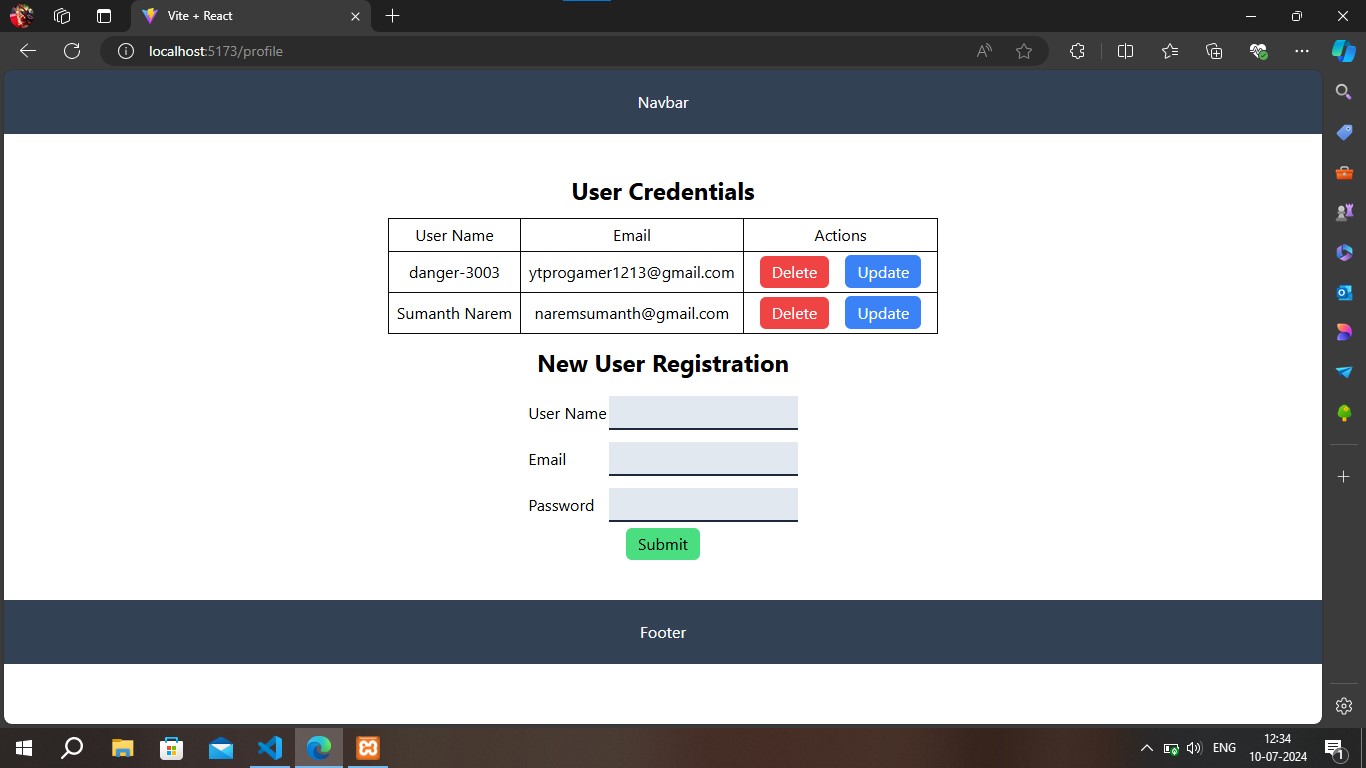 Vite + React
localhost:5173/profile
Navbar
User Credentials
User Name Email Actions
danger-3003 ytprogamer1213@gmail.com Delete Update
Sumanth Narem naremsumanth@gmail.com Delete Update
New User Registration
User Name
Email
Password
Submit
Footer
ENG 12:34
10-07-2024
1